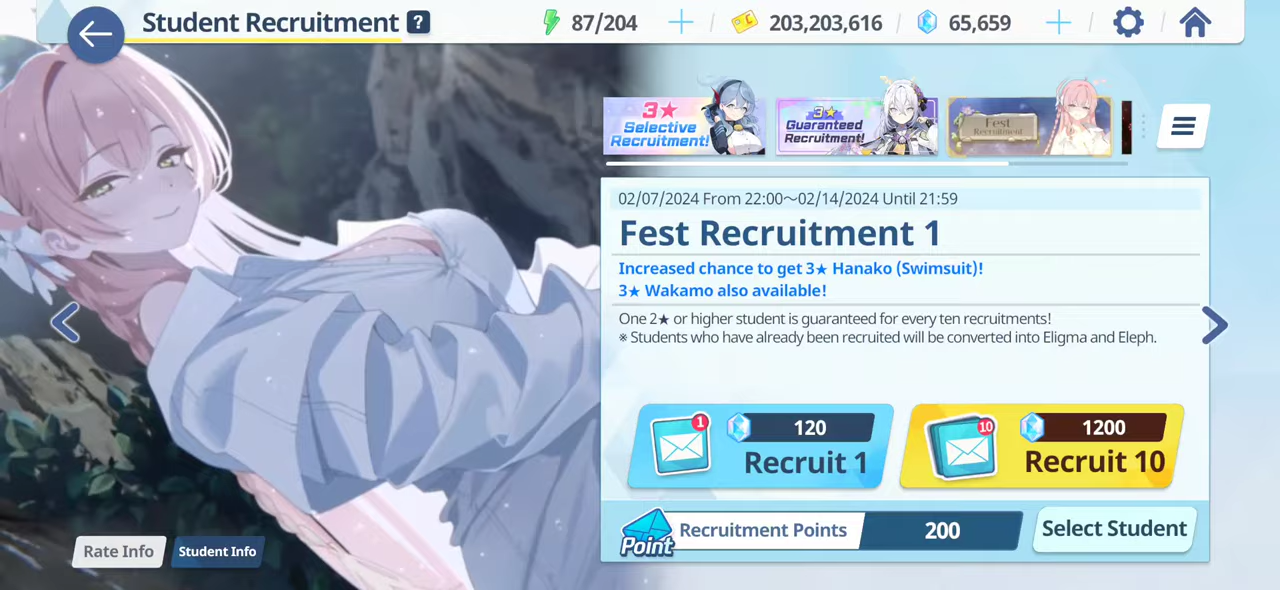 Student Recruitment ?
87/204
203,203,616
65,659
3★
Selective
Recruitment!
3★
Guaranteed
Recruitment!
Fest
Recruitment
02/07/2024 From 22:00～02/14/2024 Until 21:59
Fest Recruitment 1
Increased chance to get 3★ Hanako (Swimsuit)!
3★ Wakamo also available!
One 2★ or higher student is guaranteed for every ten recruitments!
※ Students who have already been recruited will be converted into Eligma and Eleph.
1
120
Recruit 1
10
1200
Recruit 10
Point
Recruitment Points
200
Select Student
Rate Info
Student Info